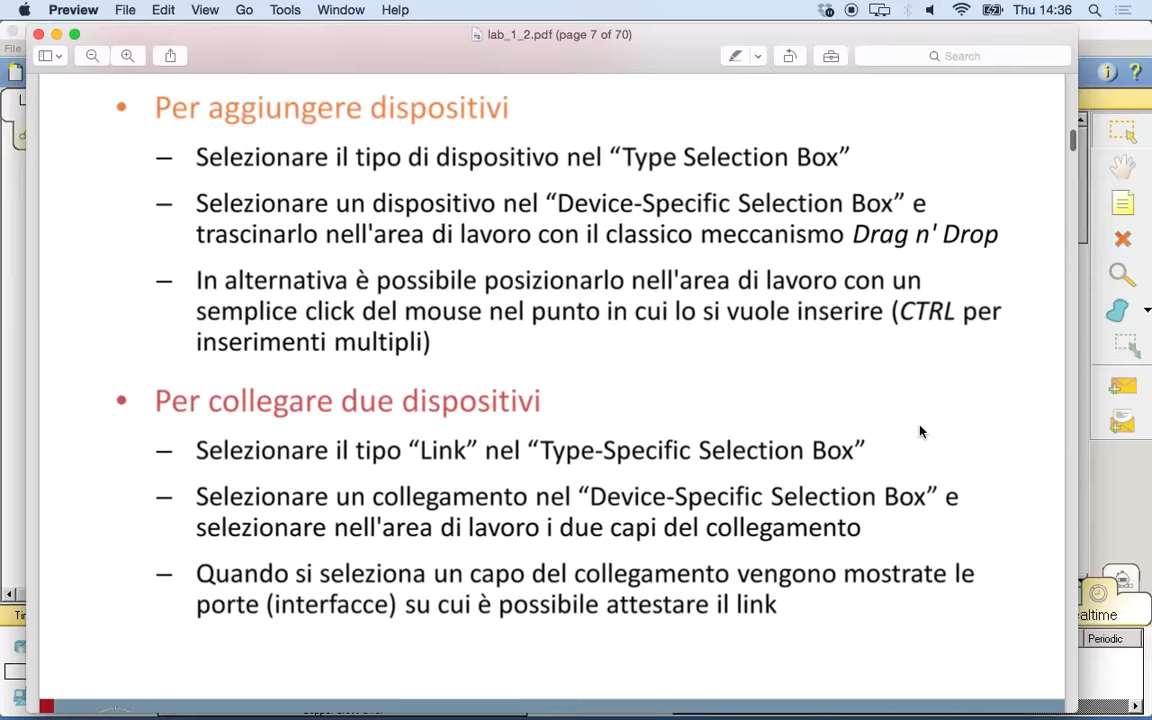 Preview File Edit View Go Tools Window Help Thu 14:36
lab_1_2.pdf (page 7 of 70)
File
Search
• Per aggiungere dispositivi
– Selezionare il tipo di dispositivo nel “Type Selection Box”
– Selezionare un dispositivo nel “Device-Specific Selection Box” e
trascinarlo nell'area di lavoro con il classico meccanismo Drag n' Drop
– In alternativa è possibile posizionarlo nell'area di lavoro con un
semplice click del mouse nel punto in cui lo si vuole inserire (CTRL per
inserimenti multipli)
• Per collegare due dispositivi
– Selezionare il tipo “Link” nel “Type-Specific Selection Box”
– Selezionare un collegamento nel “Device-Specific Selection Box” e
selezionare nell'area di lavoro i due capi del collegamento
– Quando si seleziona un capo del collegamento vengono mostrate le
porte (interfacce) su cui è possibile attestare il link
ealtime
Periodic